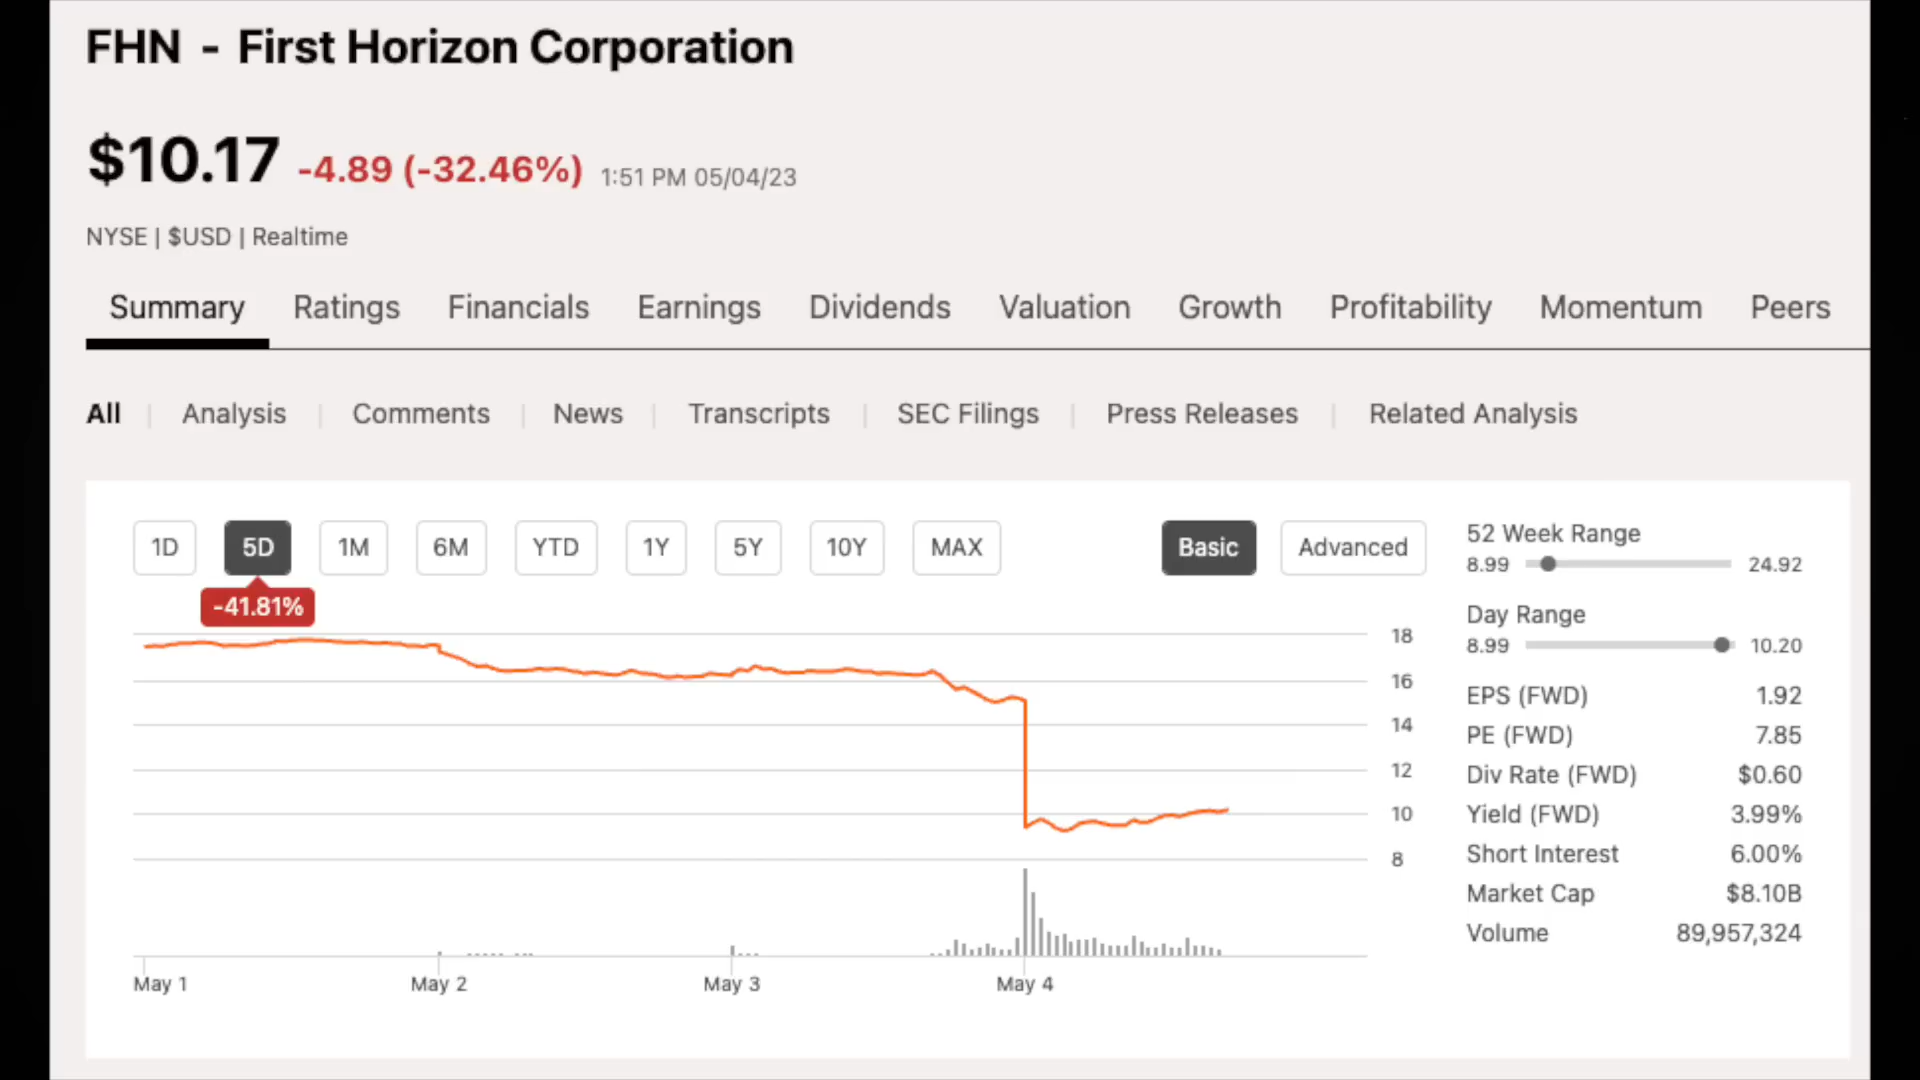 FHN - First Horizon Corporation
$10.17 -4.89 (-32.46%) 1:51 PM 05/04/23
NYSE | $USD | Realtime
Summary Ratings Financials Earnings Dividends Valuation Growth Profitability Momentum Peers
All | Analysis | Comments | News | Transcripts | SEC Filings | Press Releases | Related Analysis
1D 5D 1M 6M YTD 1Y 5Y 10Y MAX Basic Advanced
-41.81%
18
16
14
12
10
8
May 1 May 2 May 3 May 4
52 Week Range
8.99 24.92
Day Range
8.99 10.20
EPS (FWD) 1.92
PE (FWD) 7.85
Div Rate (FWD) $0.60
Yield (FWD) 3.99%
Short Interest 6.00%
Market Cap $8.10B
Volume 89,957,324